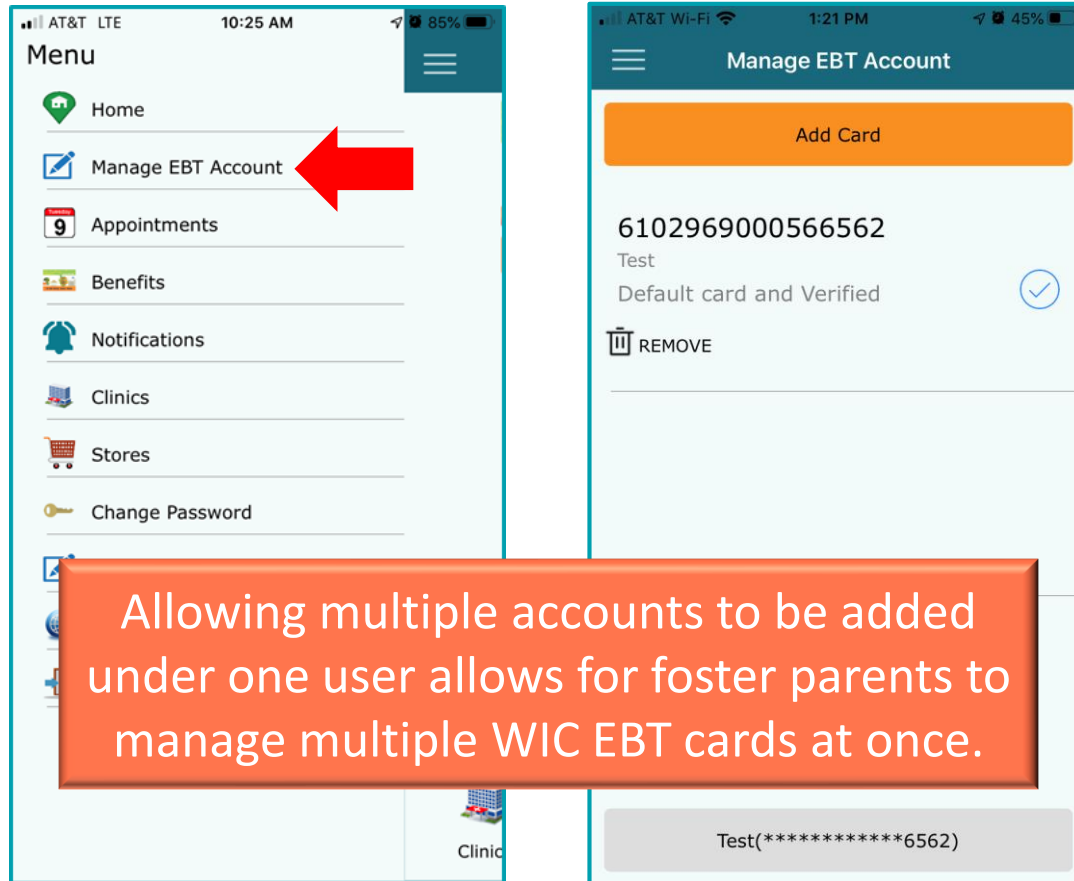 AT&T LTE 10:25 AM 85%
Menu
Home
Manage EBT Account
Tuesday
9
Appointments
Benefits
Notifications
Clinics
Stores
Change Password
Clinic
AT&T Wi-Fi 1:21 PM 45%
Manage EBT Account
Add Card
6102969000566562
Test
Default card and Verified
REMOVE
Allowing multiple accounts to be added
under one user allows for foster parents to
manage multiple WIC EBT cards at once.
Test(************6562)